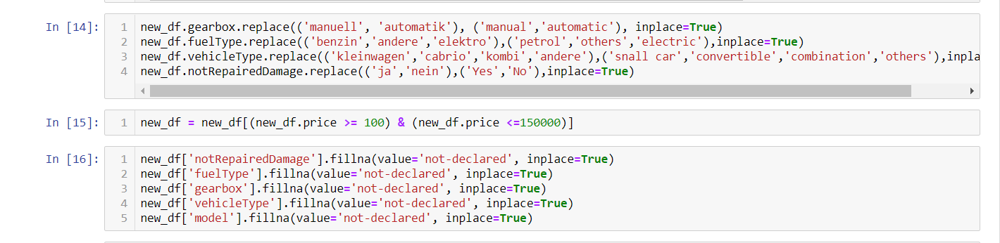 In [14]:
1 new_df.gearbox.replace(('manuell', 'automatik'), ('manual','automatic'), inplace=True)
2 new_df.fuelType.replace(('benzin','andere','elektro'),('petrol','others','electric'),inplace=True)
3 new_df.vehicleType.replace(('kleinwagen','cabrio','kombi','andere'),('snall car','convertible','combination','others'),inpla
4 new_df.notRepairedDamage.replace(('ja','nein'),('Yes','No'),inplace=True)
In [15]:
1 new_df = new_df[(new_df.price >= 100) & (new_df.price <=150000)]
In [16]:
1 new_df['notRepairedDamage'].fillna(value='not-declared', inplace=True)
2 new_df['fuelType'].fillna(value='not-declared', inplace=True)
3 new_df['gearbox'].fillna(value='not-declared', inplace=True)
4 new_df['vehicleType'].fillna(value='not-declared', inplace=True)
5 new_df['model'].fillna(value='not-declared', inplace=True)